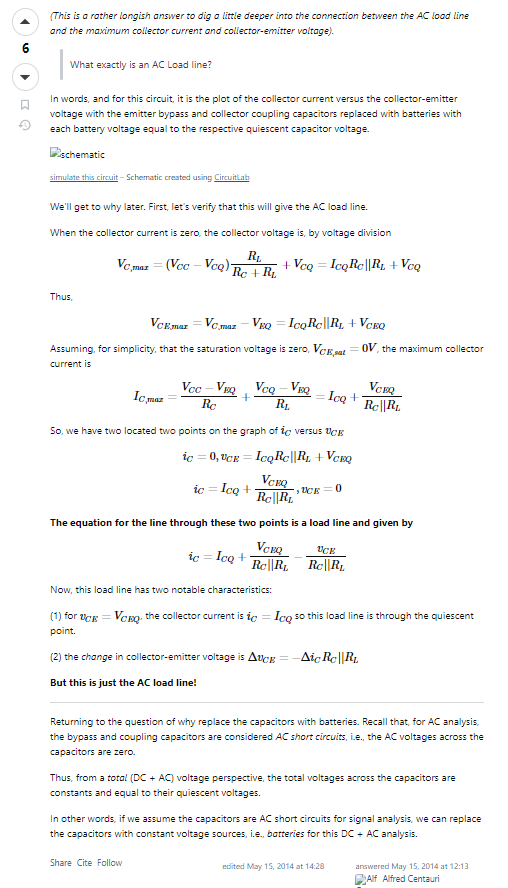 (This is a rather longish answer to dig a little deeper into the connection between the AC load line
and the maximum collector current and collector-emitter voltage).
6
What exactly is an AC Load line?
In words, and for this circuit, it is the plot of the collector current versus the collector-emitter
voltage with the emitter bypass and collector coupling capacitors replaced with batteries with
each battery voltage equal to the respective quiescent capacitor voltage.
schematic
simulate this circuit – Schematic created using CircuitLab
We'll get to why later. First, let's verify that this will give the AC load line.
When the collector current is zero, the collector voltage is, by voltage division
V_{C,max} = (V_{CC} − V_{CQ}) \frac{R_L}{R_C + R_L} + V_{CQ} = I_{CQ}R_C||R_L + V_{CQ}
Thus,
V_{CE,max} = V_{C,max} − V_{EQ} = I_{CQ}R_C||R_L + V_{CEQ}
Assuming, for simplicity, that the saturation voltage is zero, V_{CE,sat} = 0V, the maximum collector
current is
I_{C,max} = \frac{V_{CC} − V_{EQ}}{R_C} + \frac{V_{CQ} − V_{EQ}}{R_L} = I_{CQ} + \frac{V_{CEQ}}{R_C||R_L}
So, we have two located two points on the graph of i_C versus v_{CE}
i_C = 0, v_{CE} = I_{CQ}R_C||R_L + V_{CEQ}
i_C = I_{CQ} + \frac{V_{CEQ}}{R_C||R_L}, v_{CE} = 0
The equation for the line through these two points is a load line and given by
i_C = I_{CQ} + \frac{V_{CEQ}}{R_C||R_L} − \frac{v_{CE}}{R_C||R_L}
Now, this load line has two notable characteristics:
(1) for v_{CE} = V_{CEQ}, the collector current is i_C = I_{CQ} so this load line is through the quiescent
point.
(2) the change in collector-emitter voltage is Δv_{CE} = −Δi_C R_C||R_L
But this is just the AC load line!
Returning to the question of why replace the capacitors with batteries. Recall that, for AC analysis,
the bypass and coupling capacitors are considered AC short circuits, i.e., the AC voltages across the
capacitors are zero.
Thus, from a total (DC + AC) voltage perspective, the total voltages across the capacitors are
constants and equal to their quiescent voltages.
In other words, if we assume the capacitors are AC short circuits for signal analysis, we can replace
the capacitors with constant voltage sources, i.e., batteries for this DC + AC analysis.
Share Cite Follow
edited May 15, 2014 at 14:28
answered May 15, 2014 at 12:13
Alf Alfred Centauri